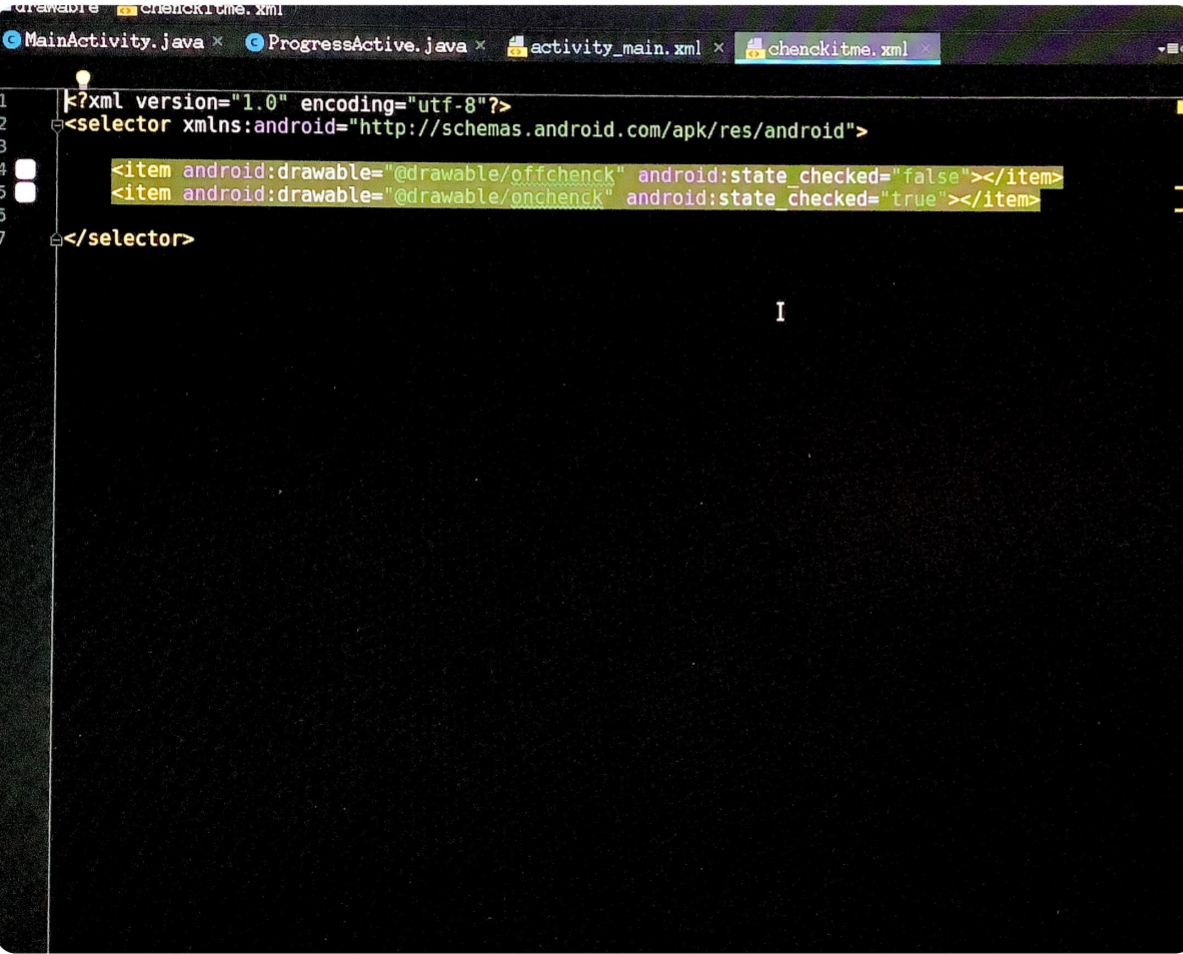 drawable chenckitme.xml
MainActivity.java × ProgressActive.java × activity_main.xml × chenckitme.xml ×
1 <?xml version="1.0" encoding="utf-8"?>
2 <selector xmlns:android="http://schemas.android.com/apk/res/android">
3
4 <item android:drawable="@drawable/offchenck" android:state_checked="false"></item>
5 <item android:drawable="@drawable/onchenck" android:state_checked="true"></item>
6
7 </selector>